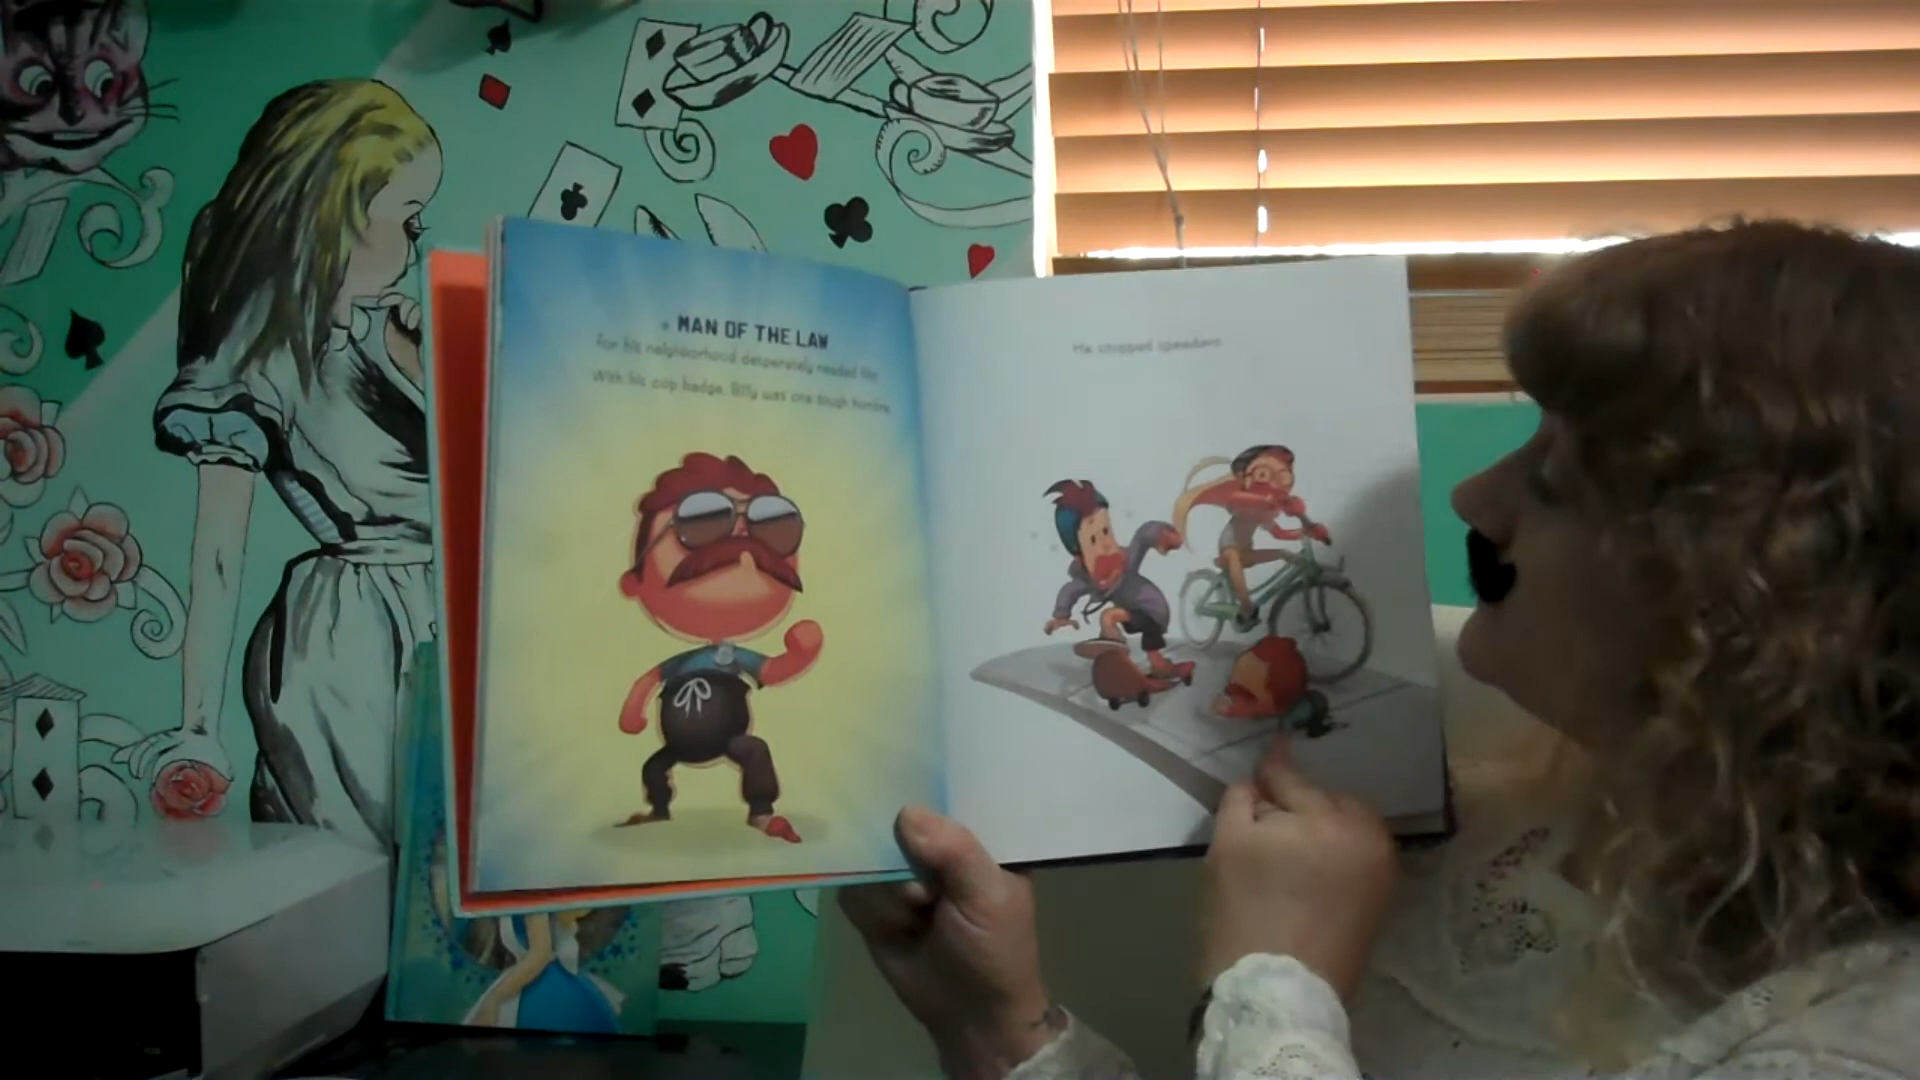 MAN OF THE LAW
For his neighborhood desperately needed him
With his cop badge, Billy was one tough hombre
He stopped speeders